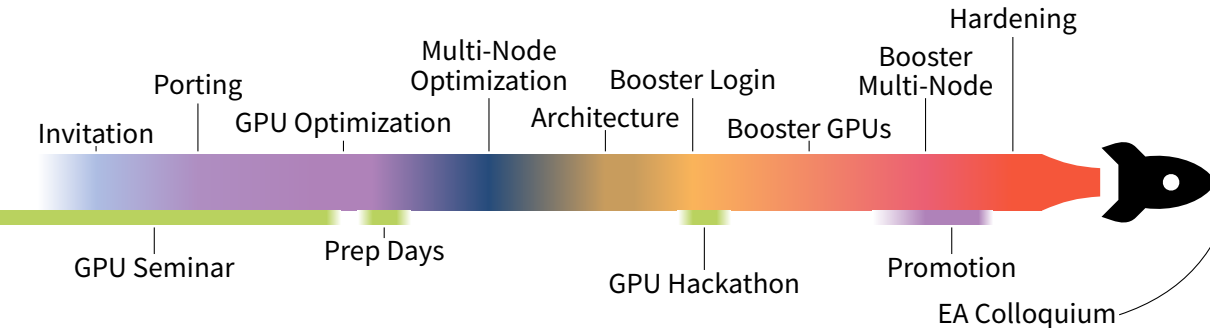 Hardening
Multi-Node
Optimization
Booster
Multi-Node
Porting
Booster Login
GPU Optimization
Architecture
Booster GPUs
Invitation
GPU Seminar
Prep Days
GPU Hackathon
Promotion
EA Colloquium